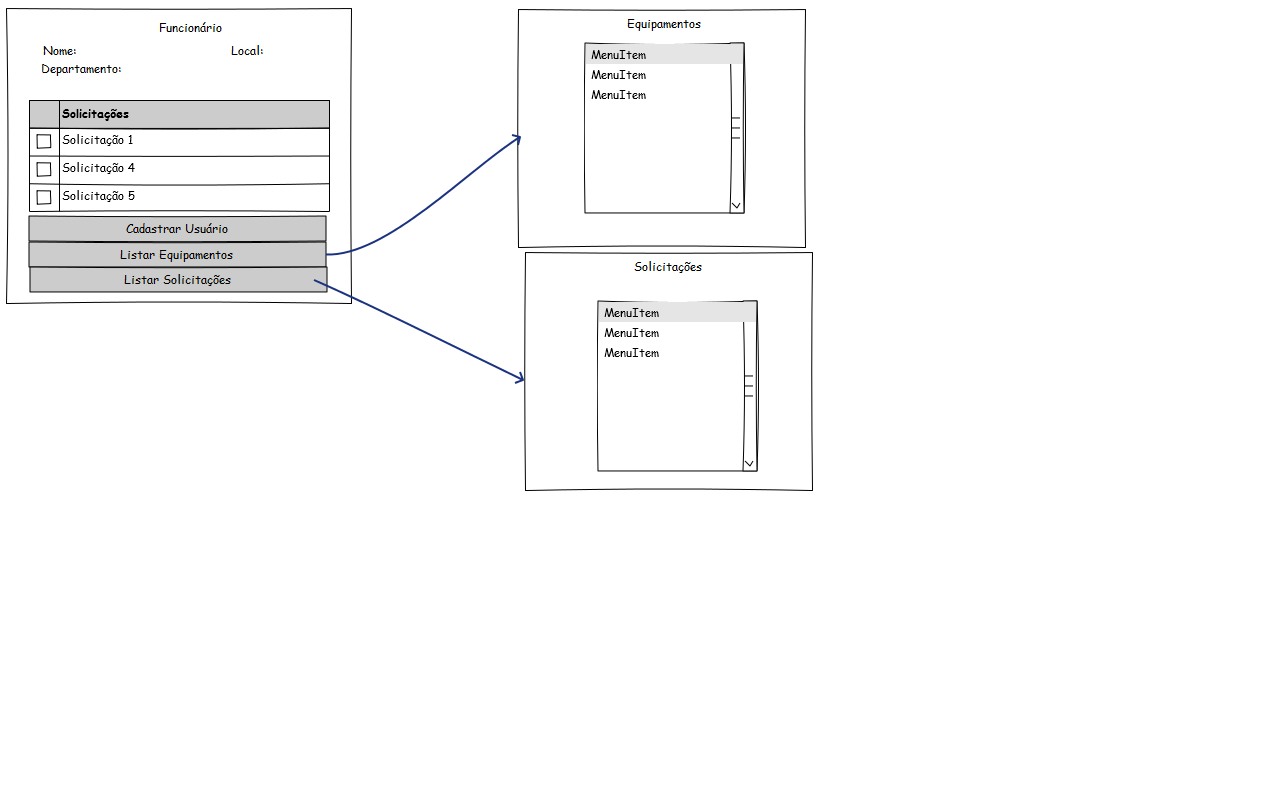 Funcionário
Nome:
Local:
Departamento:
Solicitações
Solicitação 1
Solicitação 4
Solicitação 5
Cadastrar Usuário
Listar Equipamentos
Listar Solicitações
Equipamentos
MenuItem
MenuItem
MenuItem
Solicitações
MenuItem
MenuItem
MenuItem